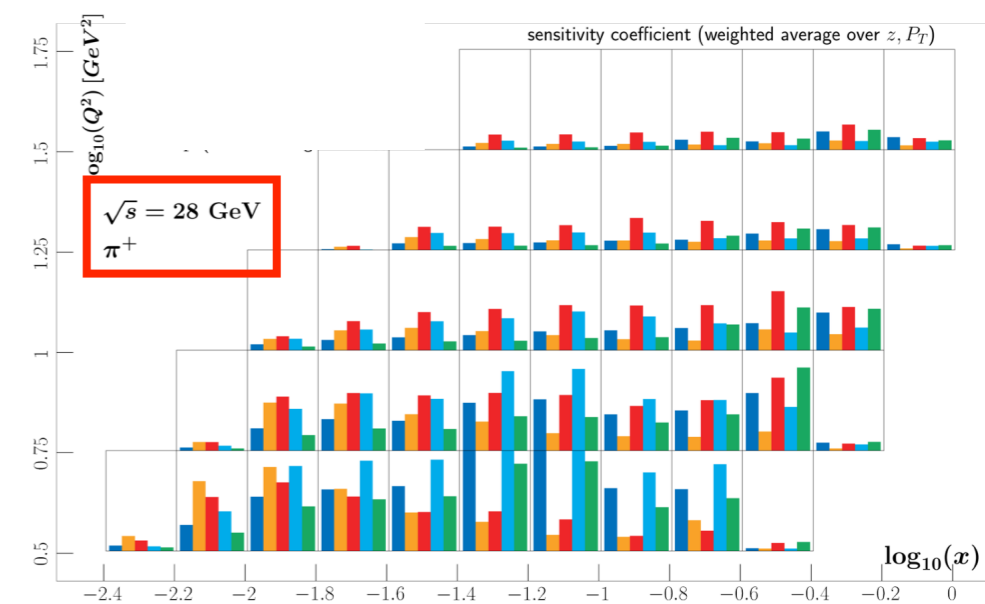 sensitivity coefficient (weighted average over z, P_T)
log₁₀(Q²) [GeV²]
1.75
1.5
1.25
1
0.75
0.5
√s = 28 GeV
π⁺
log₁₀(x)
−2.4 −2.2 −2 −1.8 −1.6 −1.4 −1.2 −1 −0.8 −0.6 −0.4 −0.2 0